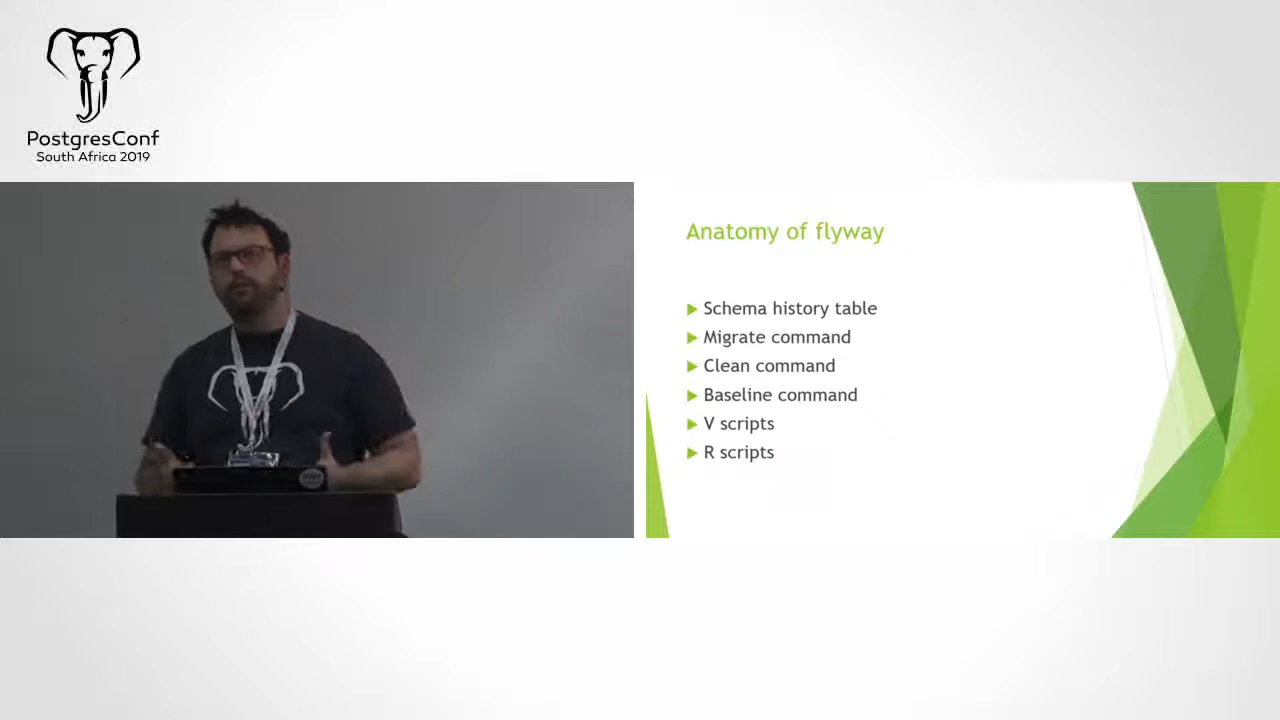 PostgresConf
South Africa 2019
Anatomy of flyway
Schema history table
Migrate command
Clean command
Baseline command
V scripts
R scripts